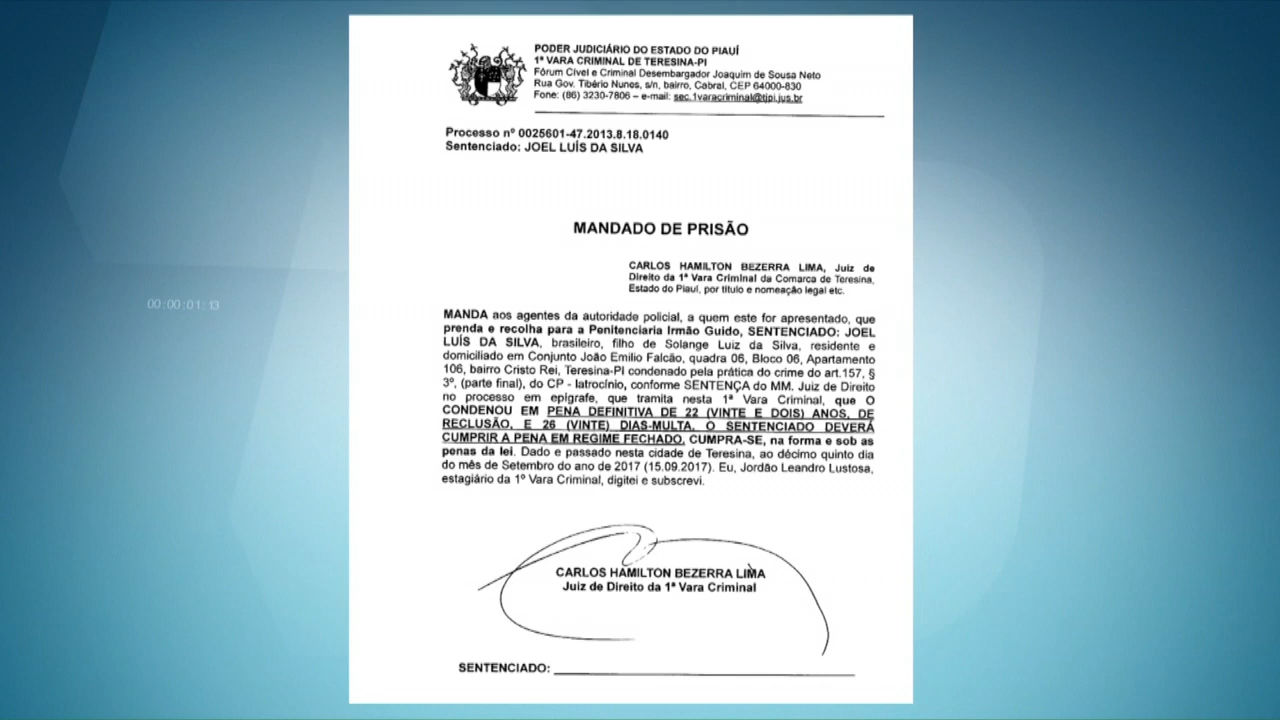 PODER JUDICIÁRIO DO ESTADO DO PIAUÍ
1ª VARA CRIMINAL DE TERESINA-PI
Fórum Cível e Criminal Desembargador Joaquim de Sousa Neto
Rua Gov. Tibério Nunes, s/n, bairro, Cabral, CEP 64000-830
Fone: (86) 3230-7806 – e-mail: sec.1varacriminal@tjpi.jus.br
Processo nº 0025601-47.2013.8.18.0140
Sentenciado: JOEL LUÍS DA SILVA
MANDADO DE PRISÃO
CARLOS HAMILTON BEZERRA LIMA, Juiz de
Direito da 1ª Vara Criminal da Comarca de Teresina,
Estado do Piauí, por título e nomeação legal etc.
00:00:01:13
MANDA aos agentes da autoridade policial, a quem este for apresentado, que
prenda e recolha para a Penitenciaria Irmão Guido, SENTENCIADO: JOEL
LUÍS DA SILVA, brasileiro, filho de Solange Luiz da Silva, residente e
domiciliado em Conjunto João Emilio Falcão, quadra 06, Bloco 06, Apartamento
106, bairro Cristo Rei, Teresina-PI condenado pela prática do crime do art.157, §
3º, (parte final), do CP - latrocínio, conforme SENTENÇA do MM. Juiz de Direito
no processo em epígrafe, que tramita nesta 1ª Vara Criminal, que O
CONDENOU EM PENA DEFINITIVA DE 22 (VINTE E DOIS) ANOS, DE
RECLUSÃO, E 26 (VINTE) DIAS-MULTA. O SENTENCIADO DEVERÁ
CUMPRIR A PENA EM REGIME FECHADO. CUMPRA-SE, na forma e sob as
penas da lei. Dado e passado nesta cidade de Teresina, ao décimo quinto dia
do mês de Setembro do ano de 2017 (15.09.2017). Eu, Jordão Leandro Lustosa,
estagiário da 1º Vara Criminal, digitei e subscrevi.
CARLOS HAMILTON BEZERRA LIMA
Juiz de Direito da 1ª Vara Criminal
SENTENCIADO: